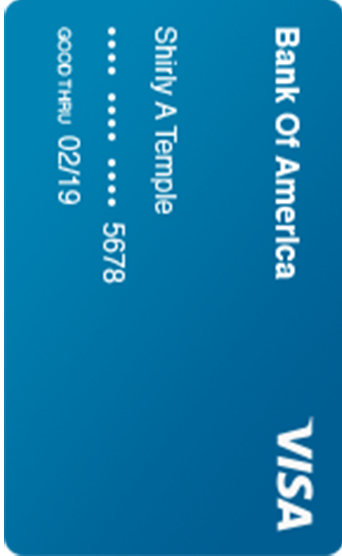 Bank Of America
Shirly A Temple
•••• •••• •••• 5678
GOOD THRU 02/19
VISA